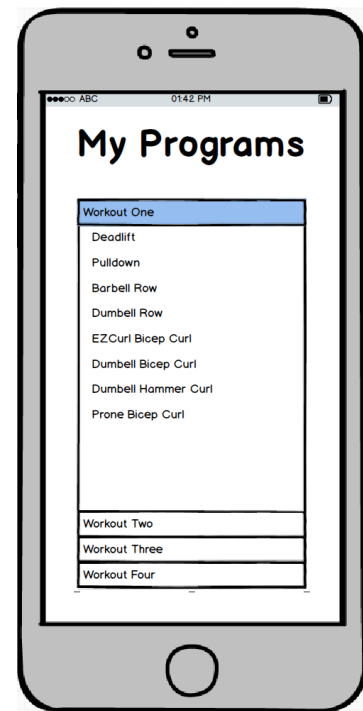 ABC 01:42 PM
My Programs
Workout One
Deadlift
Pulldown
Barbell Row
Dumbell Row
EZCurl Bicep Curl
Dumbell Bicep Curl
Dumbell Hammer Curl
Prone Bicep Curl
Workout Two
Workout Three
Workout Four